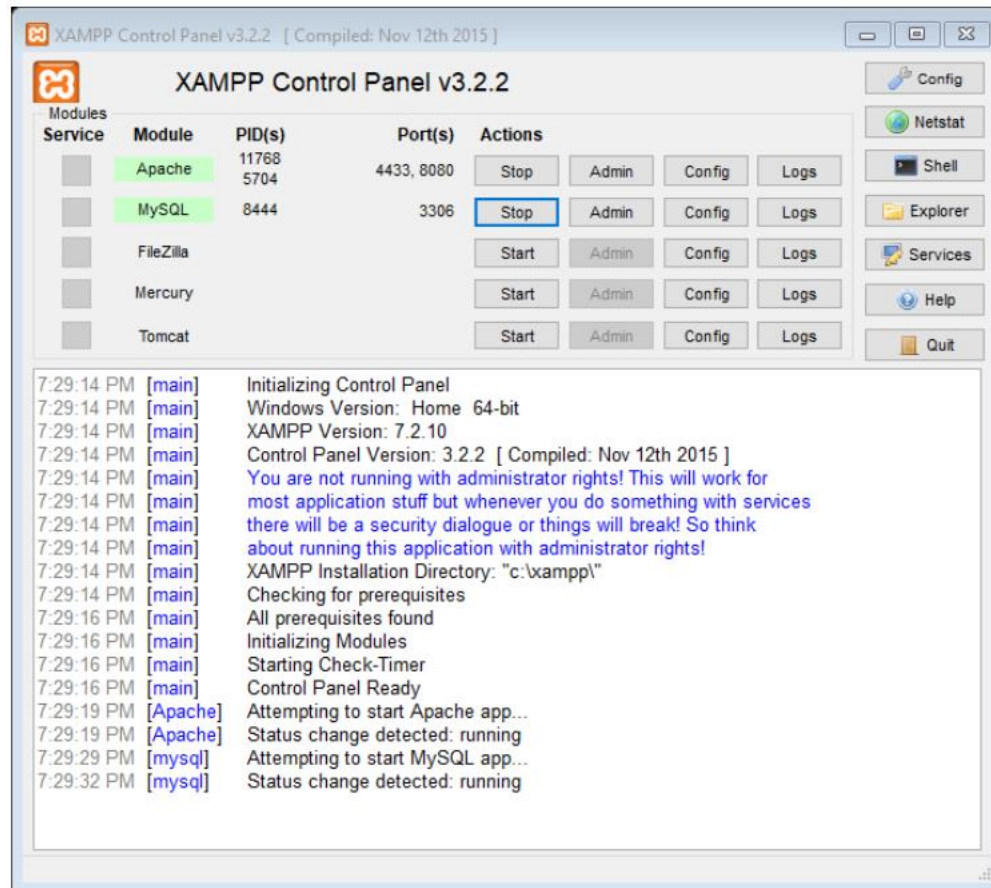 XAMPP Control Panel v3.2.2 [ Compiled: Nov 12th 2015 ]
XAMPP Control Panel v3.2.2
Config
Modules
Service Module PID(s) Port(s) Actions
Netstat
Apache 11768 5704 4433, 8080 Stop Admin Config Logs
Shell
MySQL 8444 3306 Stop Admin Config Logs
Explorer
FileZilla Start Admin Config Logs
Services
Mercury Start Admin Config Logs
Help
Tomcat Start Admin Config Logs
Quit
7:29:14 PM [main] Initializing Control Panel
7:29:14 PM [main] Windows Version: Home 64-bit
7:29:14 PM [main] XAMPP Version: 7.2.10
7:29:14 PM [main] Control Panel Version: 3.2.2 [ Compiled: Nov 12th 2015 ]
7:29:14 PM [main] You are not running with administrator rights! This will work for
7:29:14 PM [main] most application stuff but whenever you do something with services
7:29:14 PM [main] there will be a security dialogue or things will break! So think
7:29:14 PM [main] about running this application with administrator rights!
7:29:14 PM [main] XAMPP Installation Directory: "c:\xampp\"
7:29:14 PM [main] Checking for prerequisites
7:29:16 PM [main] All prerequisites found
7:29:16 PM [main] Initializing Modules
7:29:16 PM [main] Starting Check-Timer
7:29:16 PM [main] Control Panel Ready
7:29:19 PM [Apache] Attempting to start Apache app...
7:29:19 PM [Apache] Status change detected: running
7:29:29 PM [mysql] Attempting to start MySQL app...
7:29:32 PM [mysql] Status change detected: running